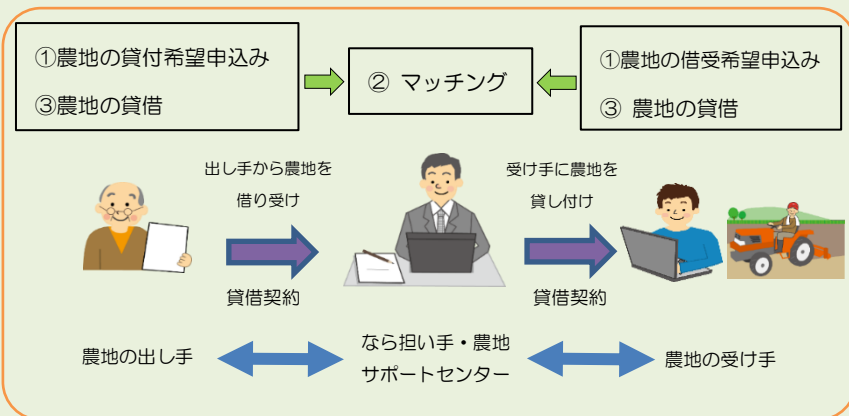 ①農地の貸付希望申込み
③農地の貸借
② マッチング
①農地の借受希望申込み
③ 農地の貸借
出し手から農地を
借り受け
受け手に農地を
貸し付け
貸借契約
貸借契約
農地の出し手
なら担い手・農地
サポートセンター
農地の受け手